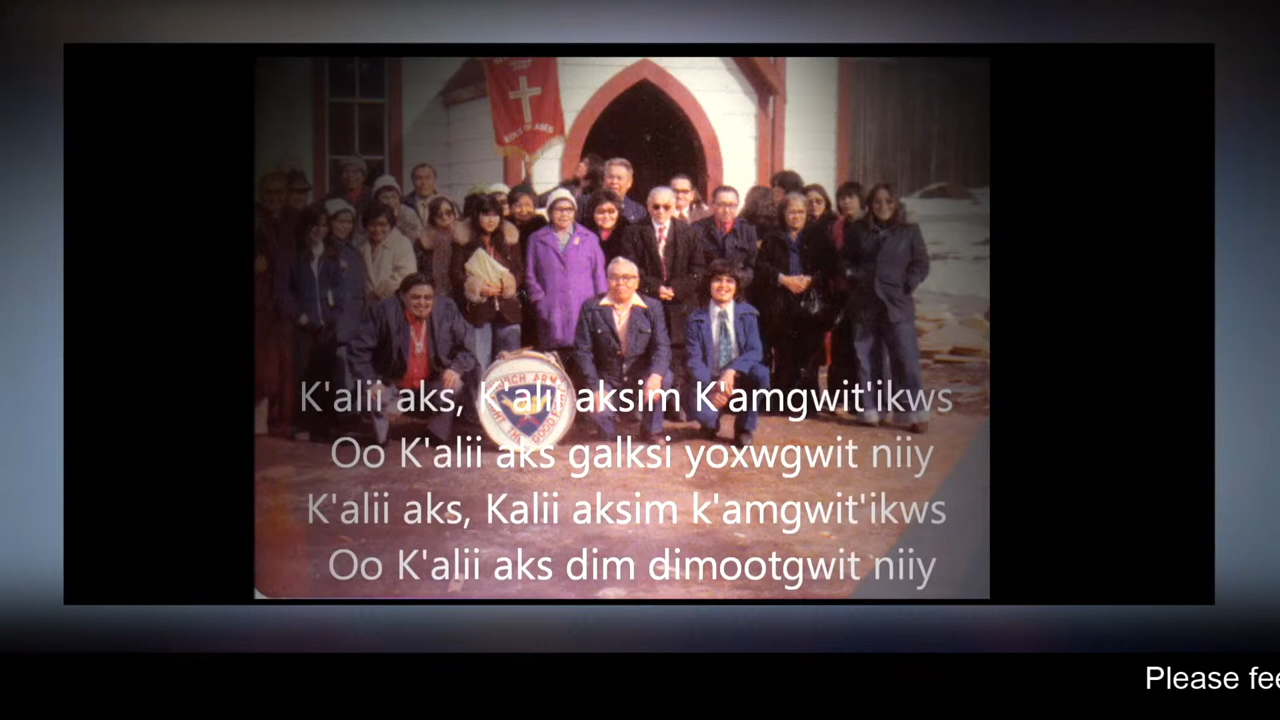 K'alii aks, K'alii aksim K'amgwit'ikws
Oo K'alii aks galksi yoxwgwit niiy
K'alii aks, Kalii aksim k'amgwit'ikws
Oo K'alii aks dim dimootgwit niiy
Please fee